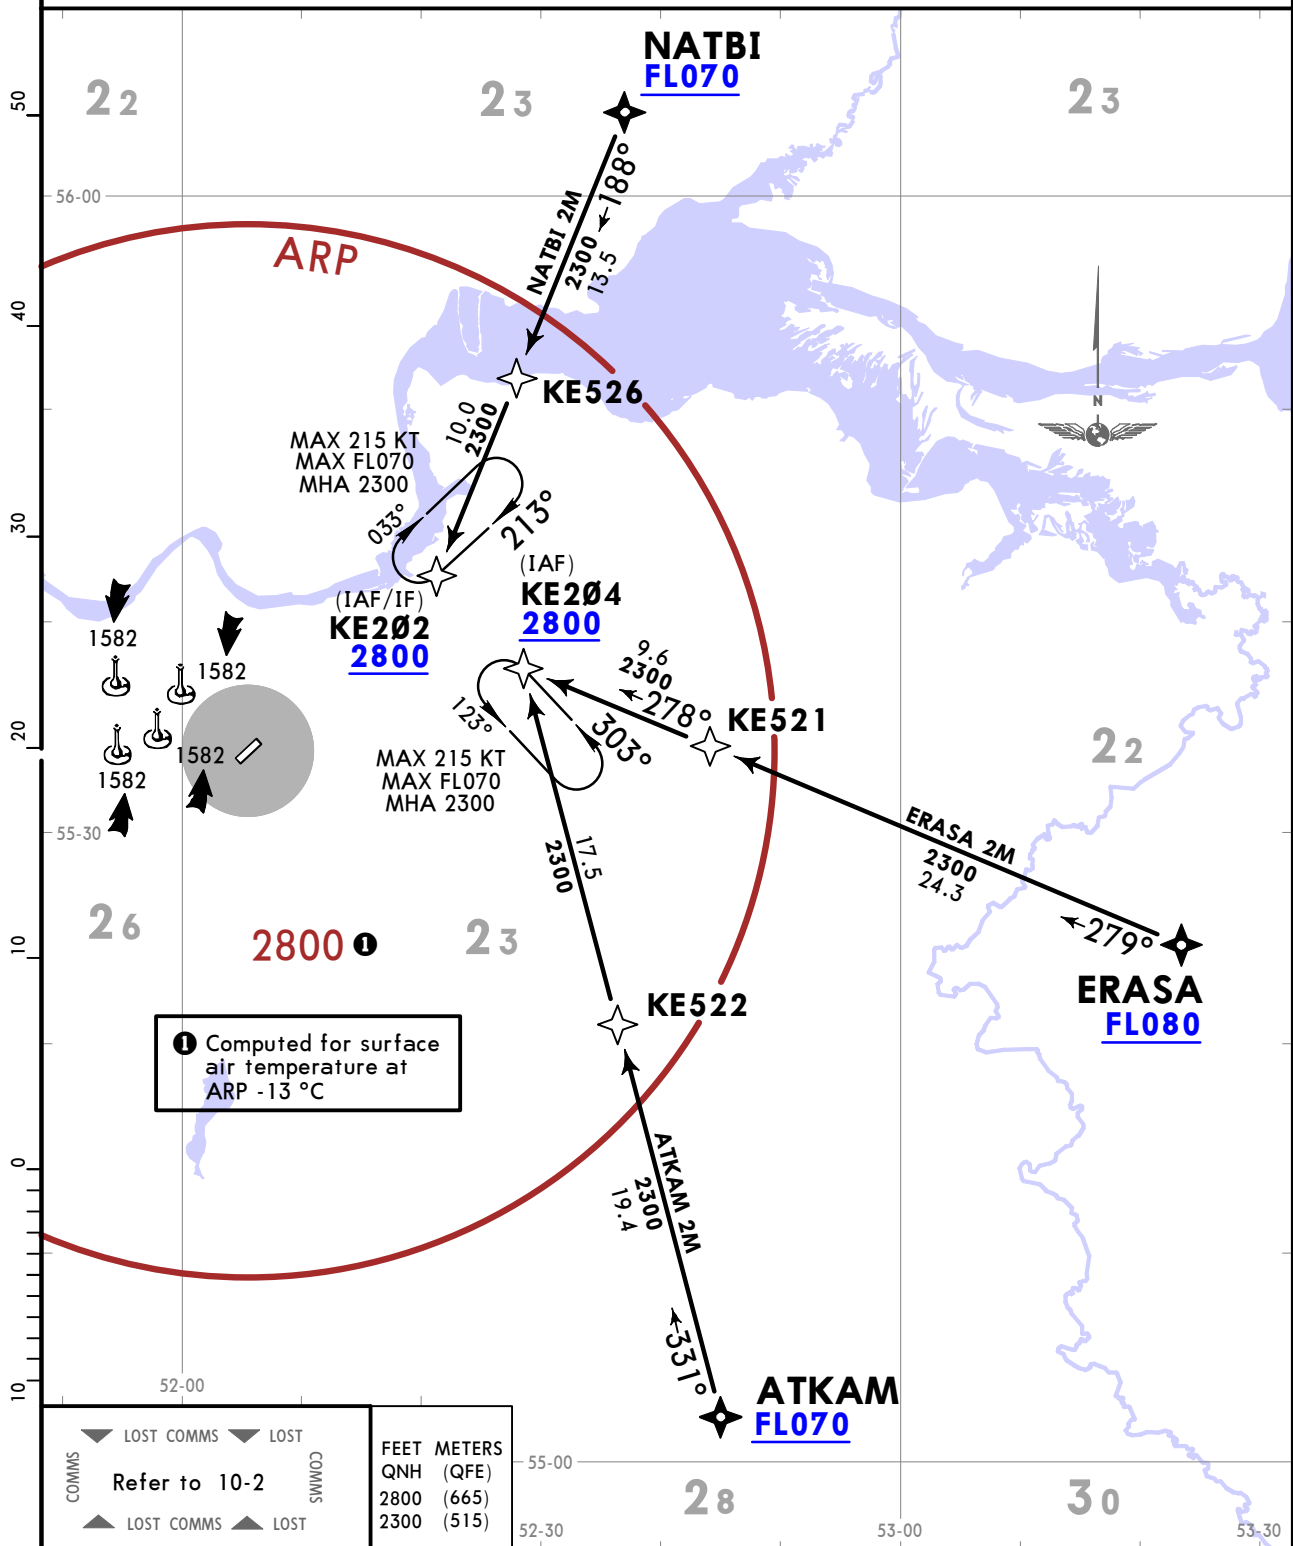 NATBI
FL070
22
23
23
50
56-00
188°
NATBI 2M
2300
13.5
ARP
40
KE526
10.0
2300
MAX 215 KT
MAX FL070
MHA 2300
N
033°
213°
30
(IAF)
KE2Ø4
2800
(IAF/IF)
KE2Ø2
2800
1582
1582
9.6
2300
278°
KE521
123°
303°
20
22
1582
1582
MAX 215 KT
MAX FL070
MHA 2300
55-30
ERASA 2M
2300
24.3
17.5
2300
26
2800 1
23
279°
10
ERASA
FL080
KE522
1 Computed for surface
air temperature at
ARP -13 °C
0
ATKAM 2M
2300
19.4
331°
10
52-00
ATKAM
FL070
LOST COMMS LOST
COMMS
Refer to 10-2
COMMS
LOST COMMS LOST
FEET METERS
QNH (QFE)
2800 (665)
2300 (515)
55-00
28
30
52-30
53-00
53-30